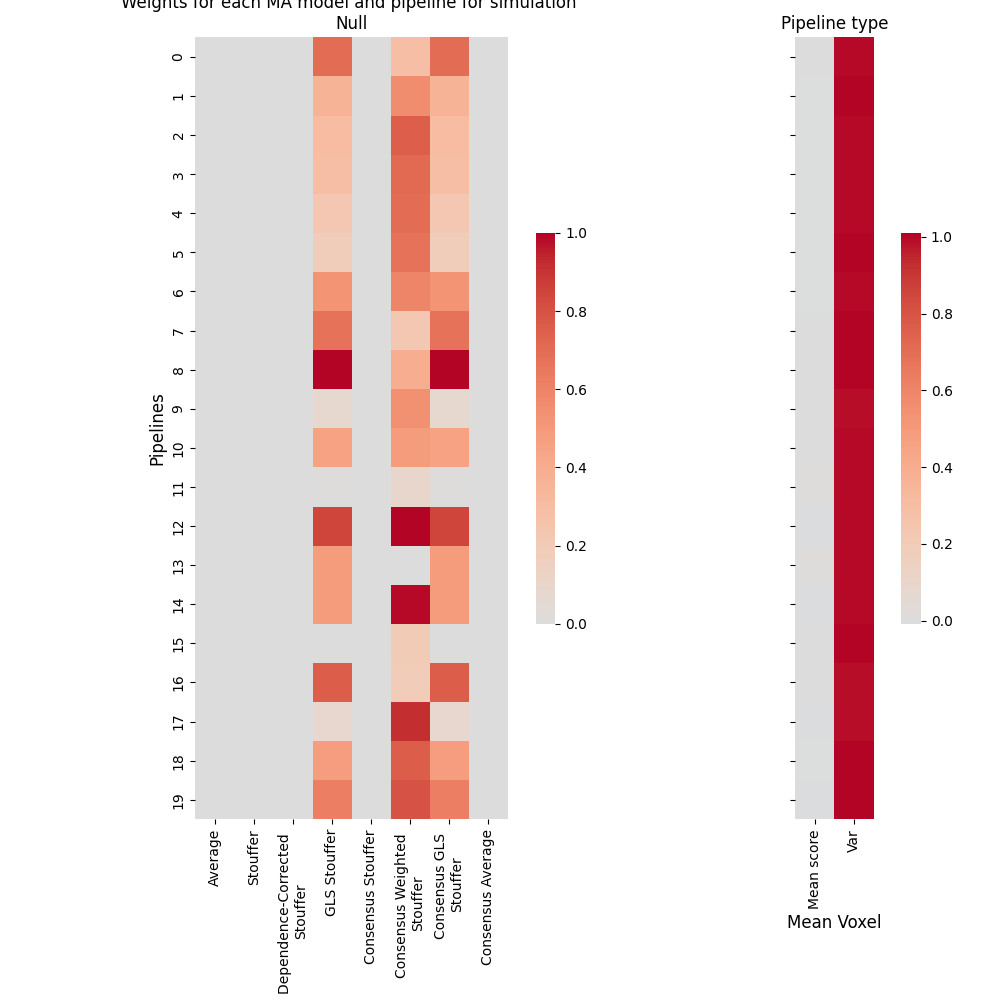 Weights for each MA model and pipeline for simulation
Null
Pipeline type
Pipelines
0
1
2
3
4
5
6
7
8
9
10
11
12
13
14
15
16
17
18
19
Average
Stouffer
Dependence-Corrected
Stouffer
GLS Stouffer
Consensus Stouffer
Consensus Weighted
Stouffer
Consensus GLS
Stouffer
Consensus Average
1.0
0.8
0.6
0.4
0.2
0.0
Mean score
Var
Mean Voxel
1.0
0.8
0.6
0.4
0.2
0.0